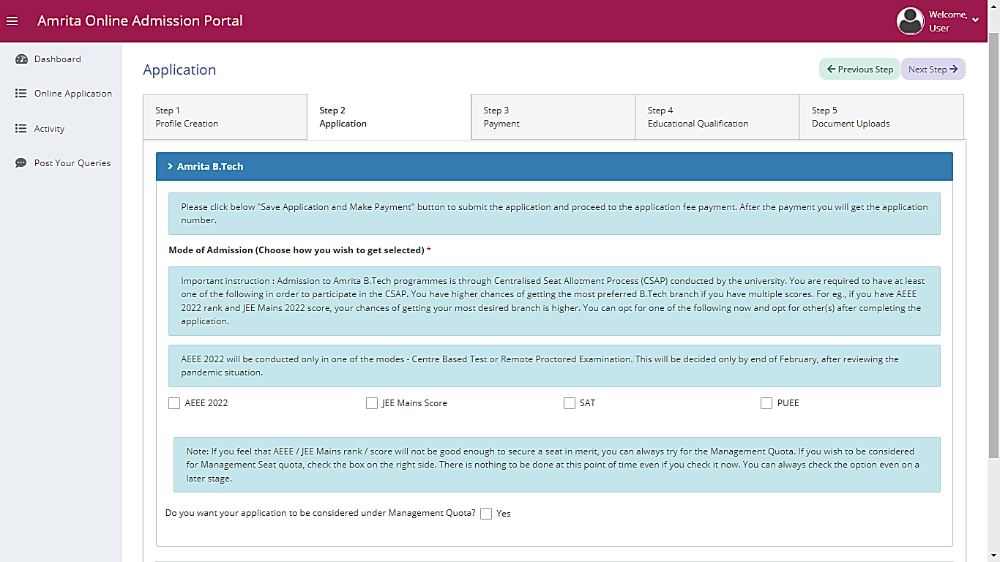 Amrita Online Admission Portal
Welcome,
User
Dashboard
Online Application
Activity
Post Your Queries
Application
Previous Step
Next Step
Step 1
Profile Creation
Step 2
Application
Step 3
Payment
Step 4
Educational Qualification
Step 5
Document Uploads
Amrita B.Tech
Please click below "Save Application and Make Payment" button to submit the application and proceed to the application fee payment. After the payment you will get the application
number.
Mode of Admission (Choose how you wish to get selected) *
Important instruction : Admission to Amrita B.Tech programmes is through Centralised Seat Allotment Process (CSAP) conducted by the university. You are required to have at least
one of the following in order to participate in the CSAP. You have higher chances of getting the most preferred B.Tech branch if you have multiple scores. For eg., if you have AEEE
2022 rank and JEE Mains 2022 score, your chances of getting your most desired branch is higher. You can opt for one of the following now and opt for other(s) after completing the
application.
AEEE 2022 will be conducted only in one of the modes - Centre Based Test or Remote Proctored Examination. This will be decided only by end of February, after reviewing the
pandemic situation.
AEEE 2022
JEE Mains Score
SAT
PUEE
Note: If you feel that AEEE / JEE Mains rank / score will not be good enough to secure a seat in merit, you can always try for the Management Quota. If you wish to be considered
for Management Seat quota, check the box on the right side. There is nothing to be done at this point of time even if you check it now. You can always check the option even on a
later stage.
Do you want your application to be considered under Management Quota?
Yes